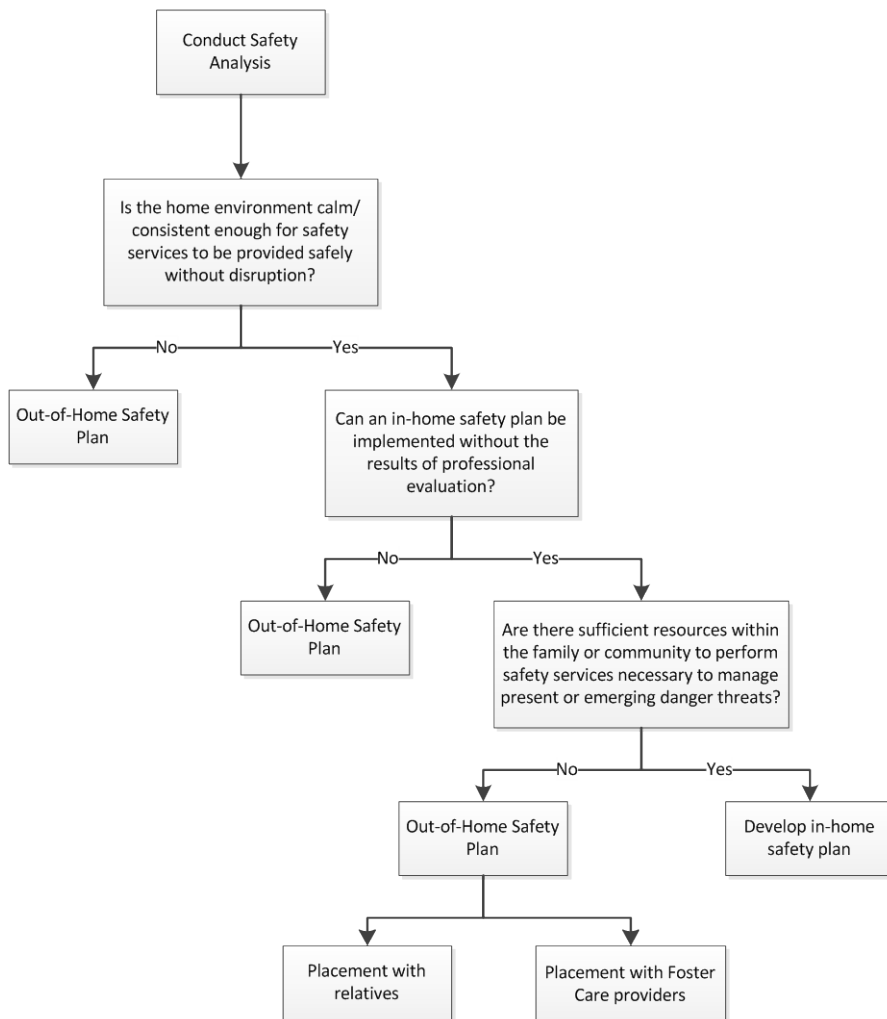 Conduct Safety
Analysis
Is the home environment calm/
consistent enough for safety
services to be provided safely
without disruption?
No
Yes
Out-of-Home Safety
Plan
Can an in-home safety plan be
implemented without the
results of professional
evaluation?
No
Yes
Out-of-Home Safety
Plan
Are there sufficient resources within
the family or community to perform
safety services necessary to manage
present or emerging danger threats?
No
Yes
Out-of-Home Safety
Plan
Develop in-home
safety plan
Placement with
relatives
Placement with Foster
Care providers